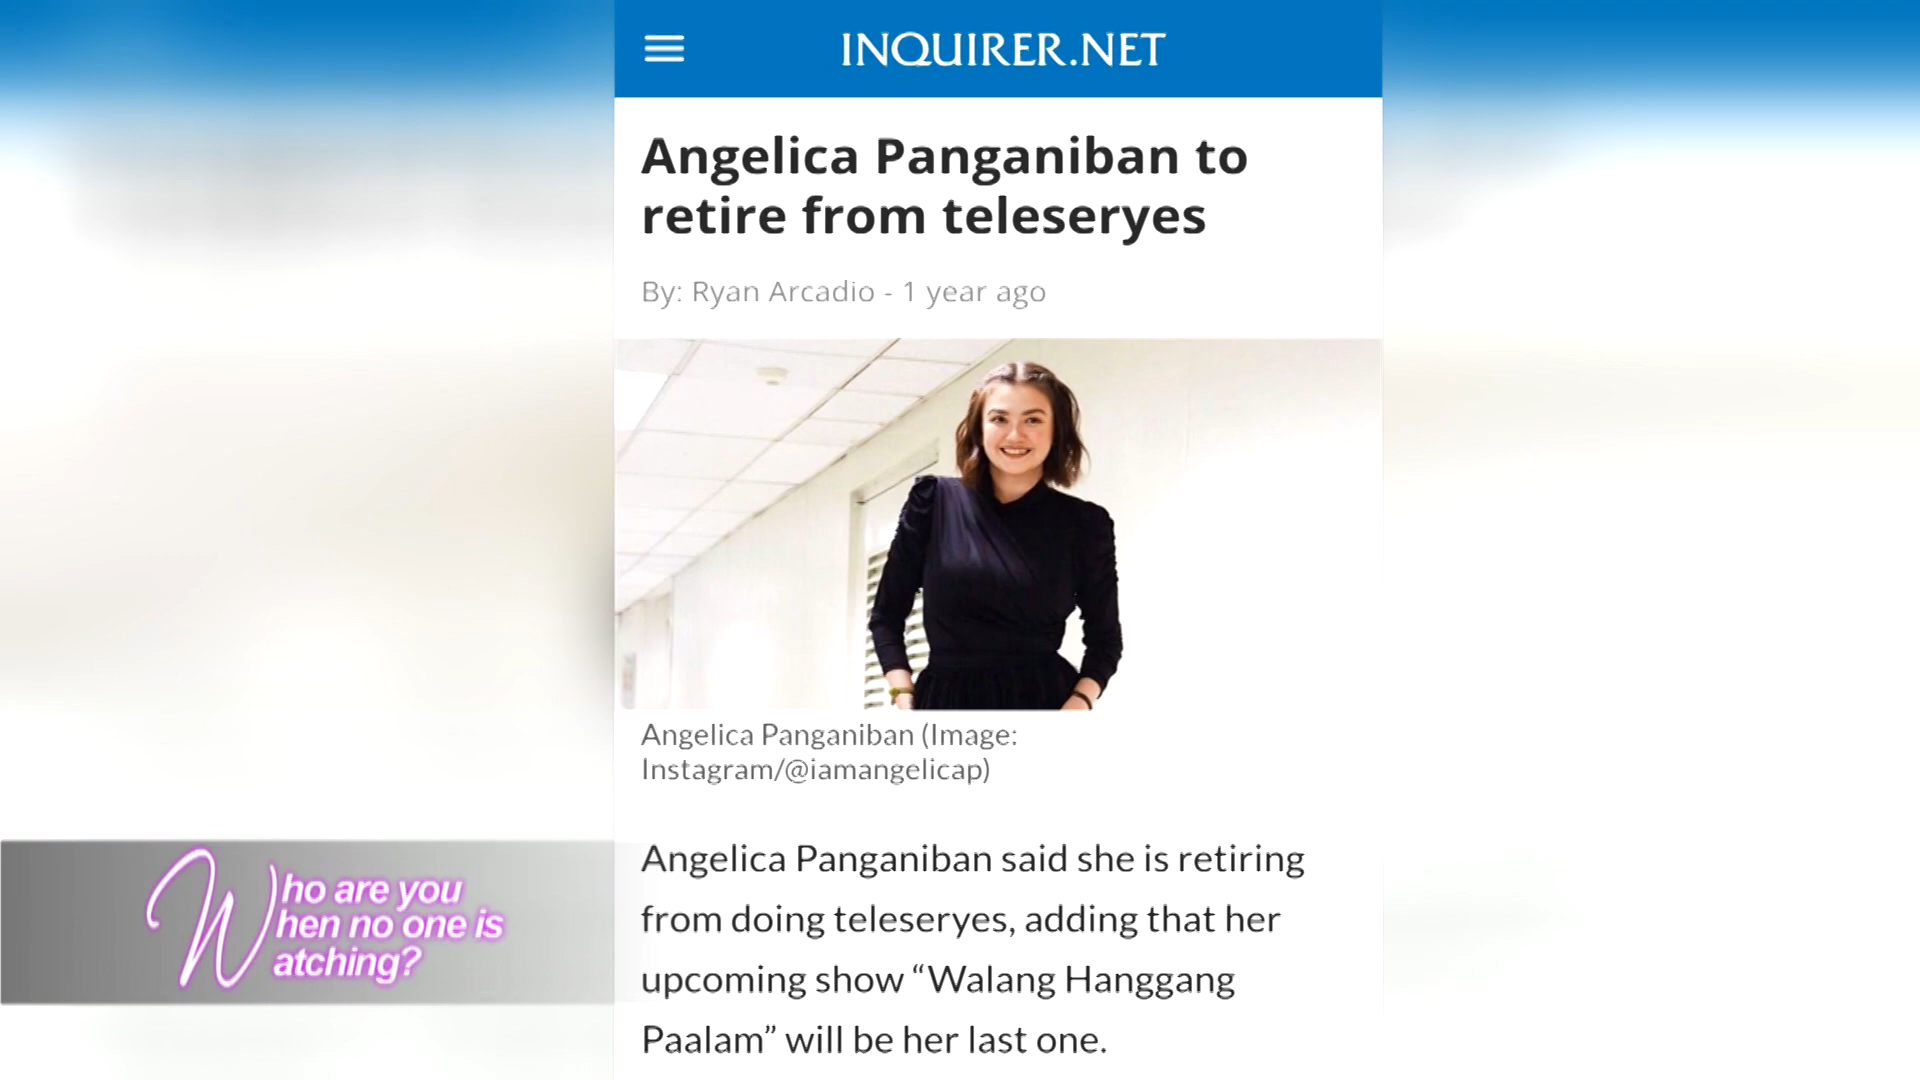 INQUIRER.NET
Angelica Panganiban to
retire from teleseryes
By: Ryan Arcadio - 1 year ago
Angelica Panganiban (Image:
Instagram/@iamangelicap)
Angelica Panganiban said she is retiring
from doing teleseryes, adding that her
upcoming show “Walang Hanggang
Paalam” will be her last one.
Who are you
When no one is
Watching?